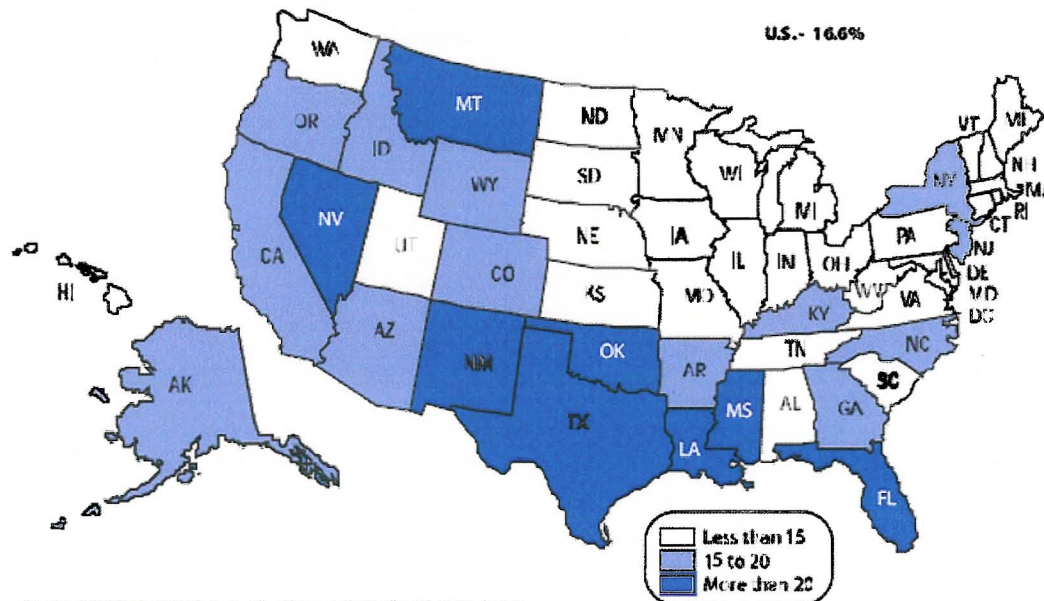 U.S.- 16.6%
WA
MT
ND
MN
VT
OR
ID
WY
SD
WI
MI
NY
NH
MA
RI
CT
NV
UT
CO
NE
IA
IL
IN
OH
PA
NJ
DE
MD
DC
CA
AZ
NM
KS
MO
KY
WV
VA
HI
AK
OK
AR
TN
NC
SC
TX
LA
MS
AL
GA
FL
Less than 15
15 to 20
More than 20